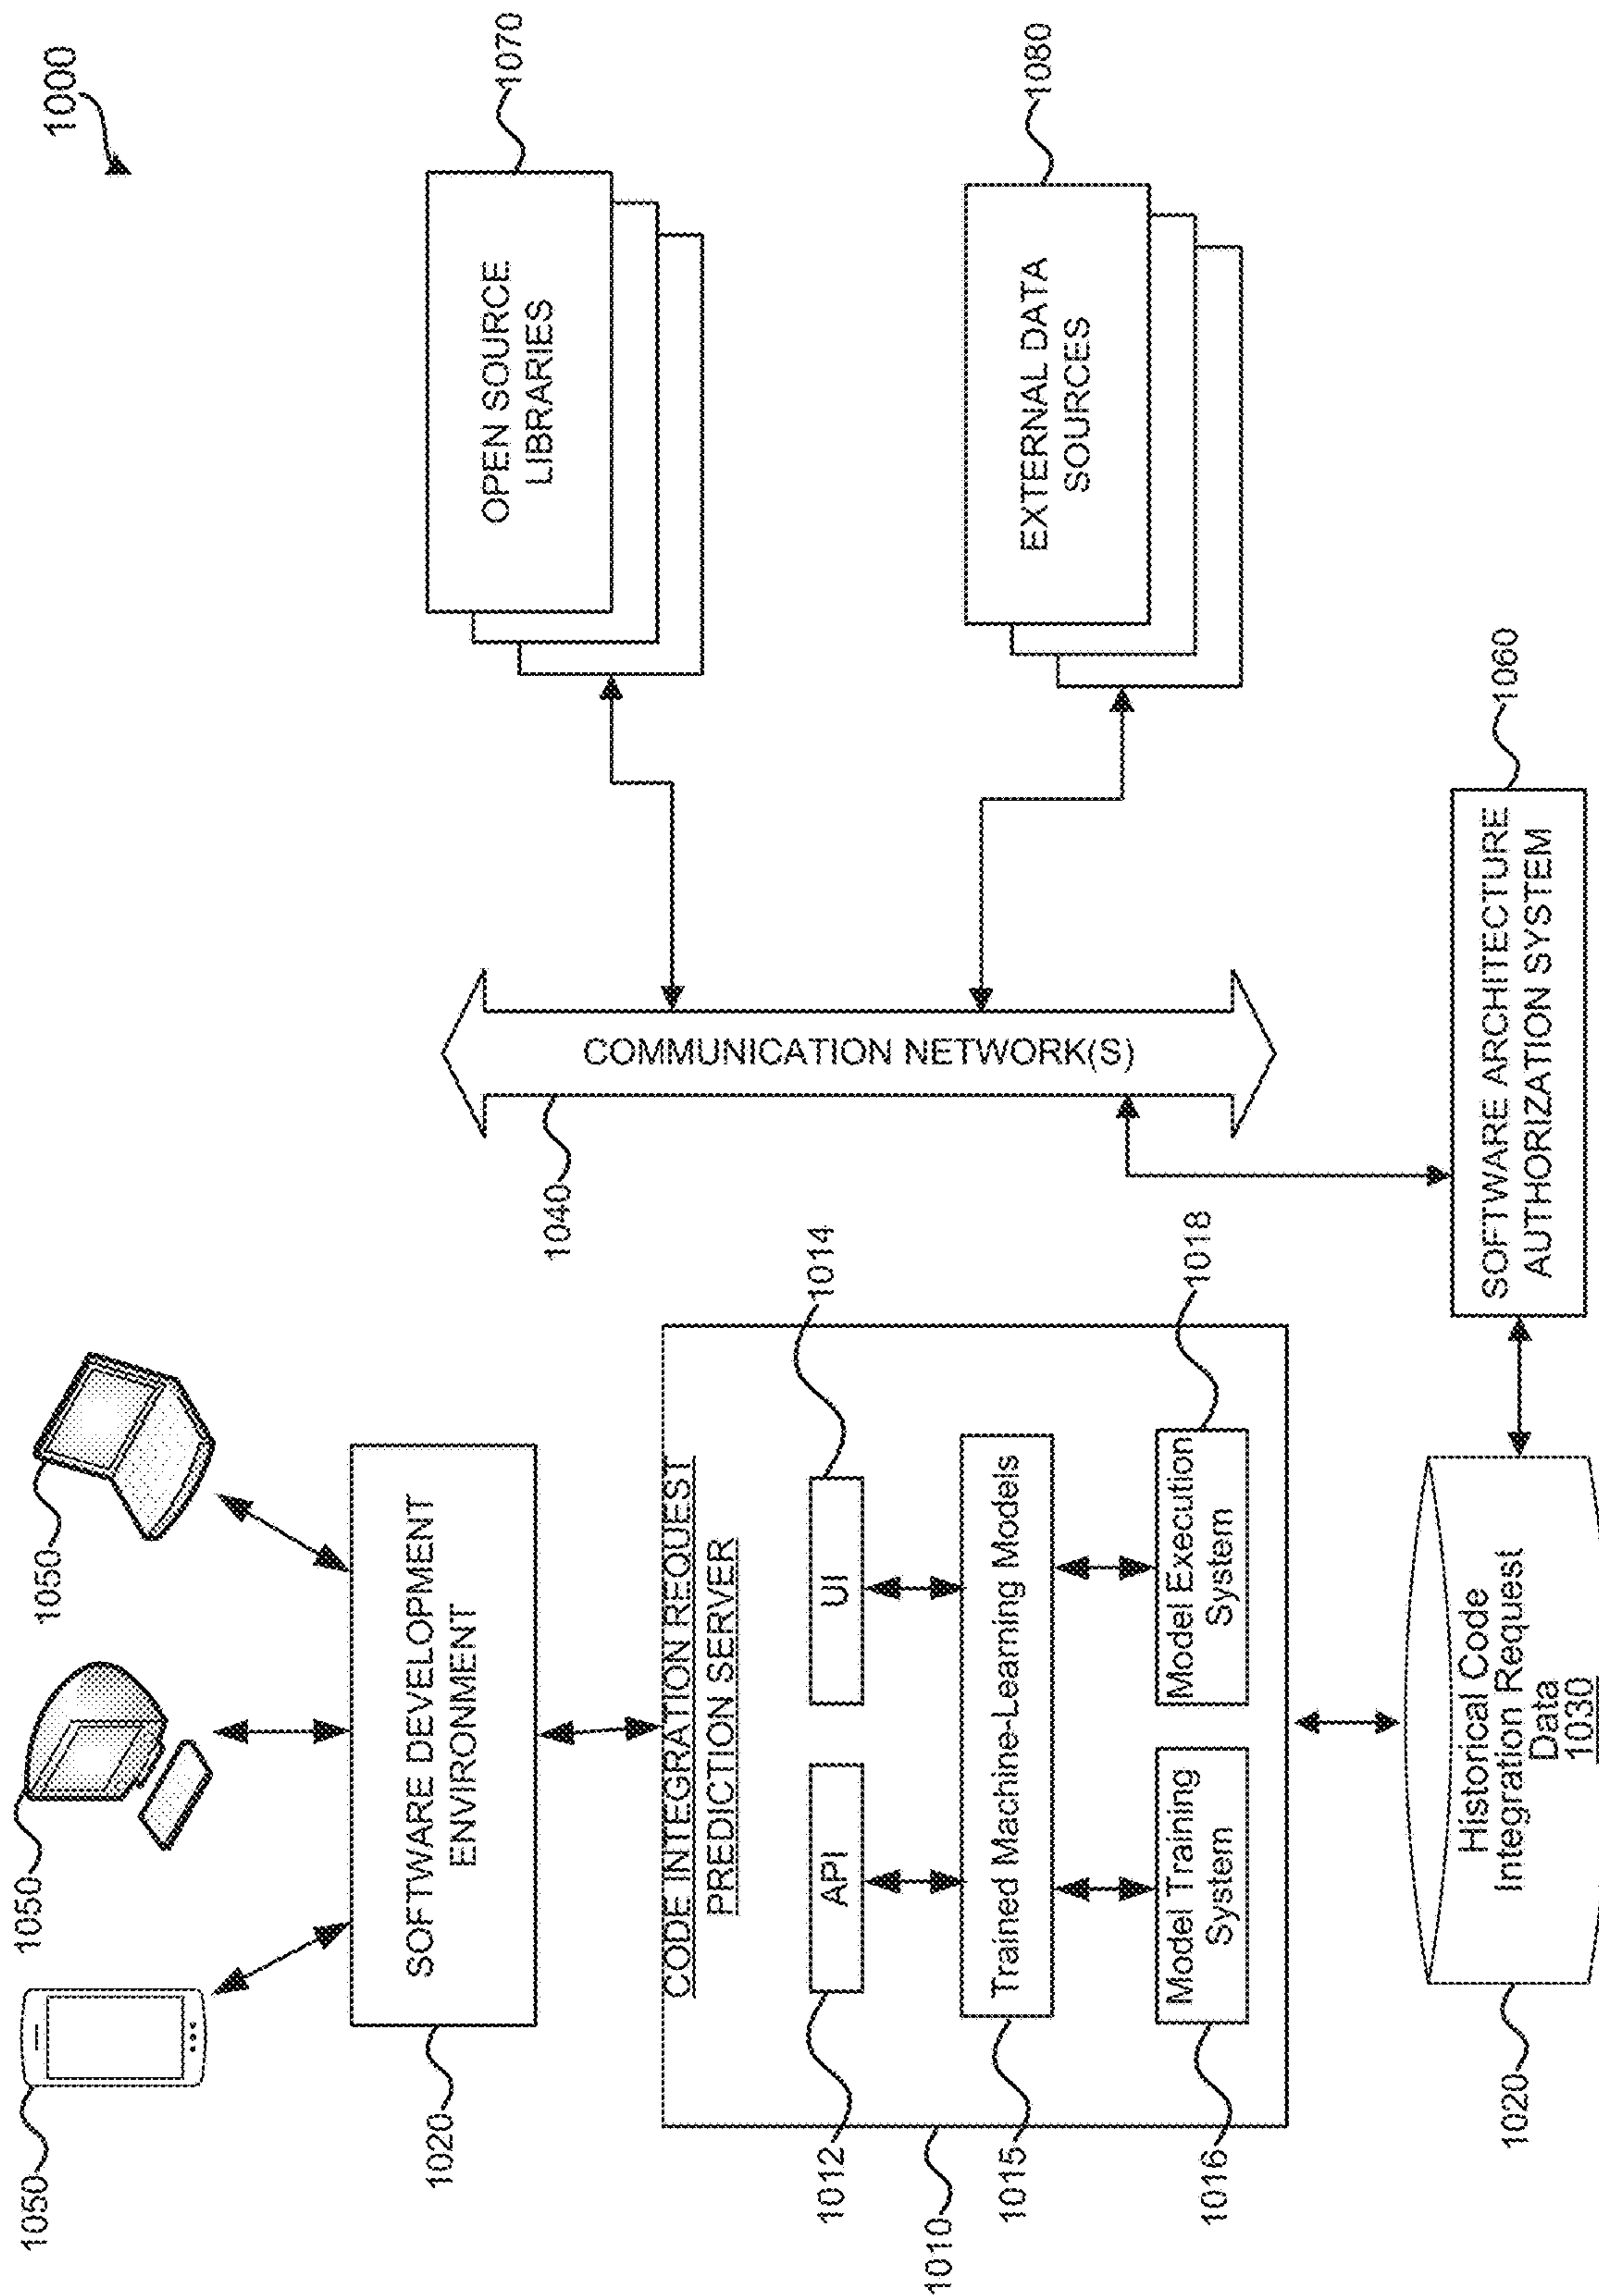 1000
1050
1050
1050
SOFTWARE DEVELOPMENT
ENVIRONMENT
1020
CODE INTEGRATION REQUEST
PREDICTION SERVER
1010
API
1012
UI
1014
Trained Machine-Learning Models
1015
Model Training
System
1016
Model Execution
System
1018
Historical Code
Integration Request
Data
1030
1020
COMMUNICATION NETWORK(S)
1040
OPEN SOURCE
LIBRARIES
1070
EXTERNAL DATA
SOURCES
1080
SOFTWARE ARCHITECTURE
AUTHORIZATION SYSTEM
1060